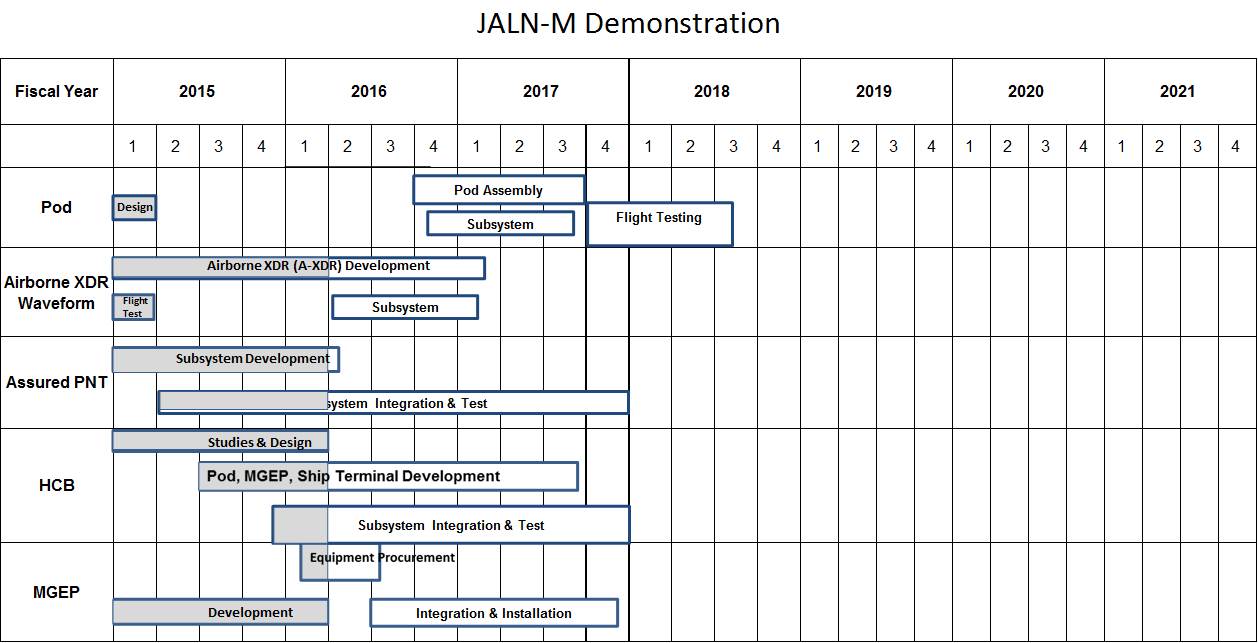 JALN-M Demonstration
Fiscal Year 2015 2016 2017 2018 2019 2020 2021
1 2 3 4 1 2 3 4 1 2 3 4 1 2 3 4 1 2 3 4 1 2 3 4 1 2 3 4
Pod
Pod Assembly
Design
Subsystem
Flight Testing
Airborne XDR
Waveform
Airborne XDR (A-XDR) Development
Flight
Test
Subsystem
Assured PNT
Subsystem Development
system Integration & Test
HCB
Studies & Design
Pod, MGEP, Ship Terminal Development
Subsystem Integration & Test
MGEP
Equipment Procurement
Development
Integration & Installation